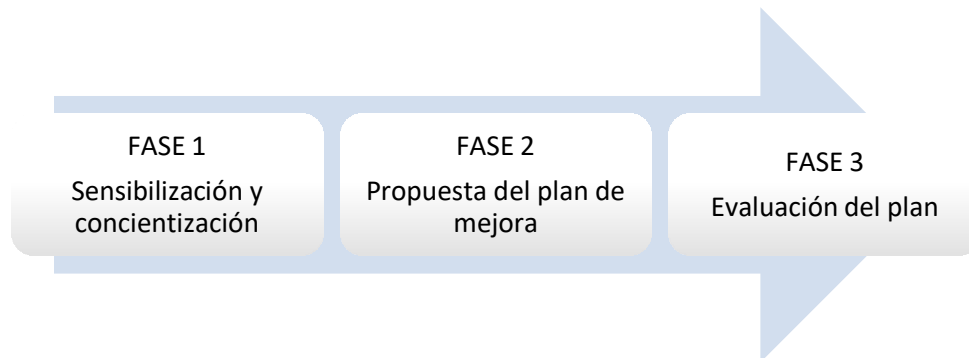 FASE 1
Sensibilización y
concientización
FASE 2
Propuesta del plan de
mejora
FASE 3
Evaluación del plan